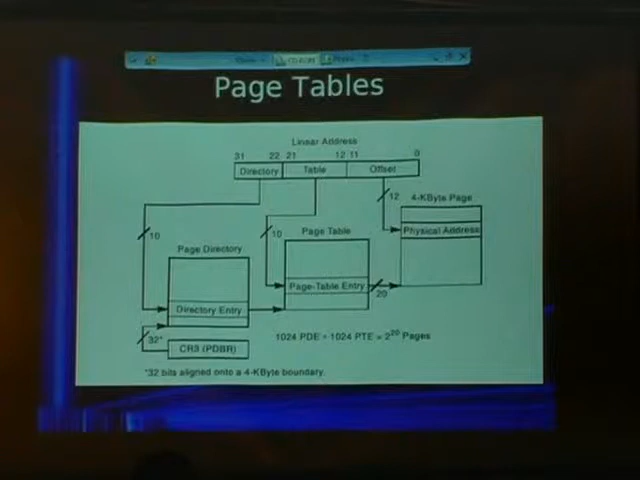 Page Tables
Linear Address
31 22 21 12 11 0
Directory Table Offset
12 4-KByte Page
10 10 Page Table Physical Address
Page Directory
Page-Table Entry
20
Directory Entry
32*
1024 PDE * 1024 PTE = 2^20 Pages
CR3 (PDBR)
*32 bits aligned onto a 4-KByte boundary.